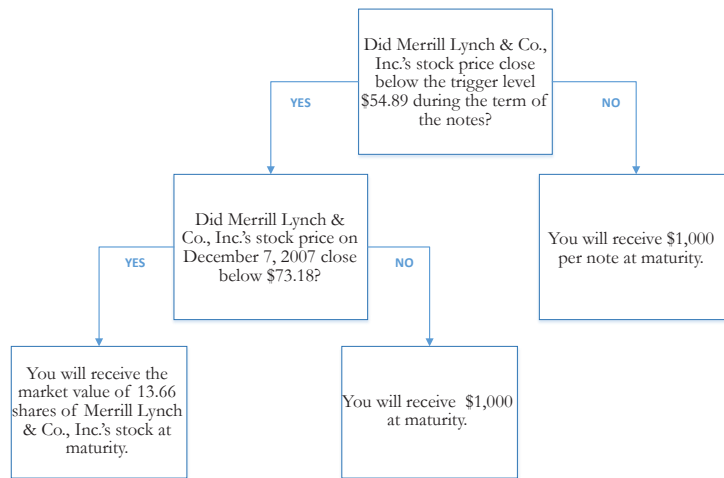 Did Merrill Lynch & Co.,
Inc.'s stock price close
below the trigger level
$54.89 during the term of
the notes?
YES
NO
Did Merrill Lynch &
Co., Inc.'s stock price on
December 7, 2007 close
below $73.18?
You will receive $1,000
per note at maturity.
YES
NO
You will receive the
market value of 13.66
shares of Merrill Lynch
& Co., Inc.'s stock at
maturity.
You will receive $1,000
at maturity.